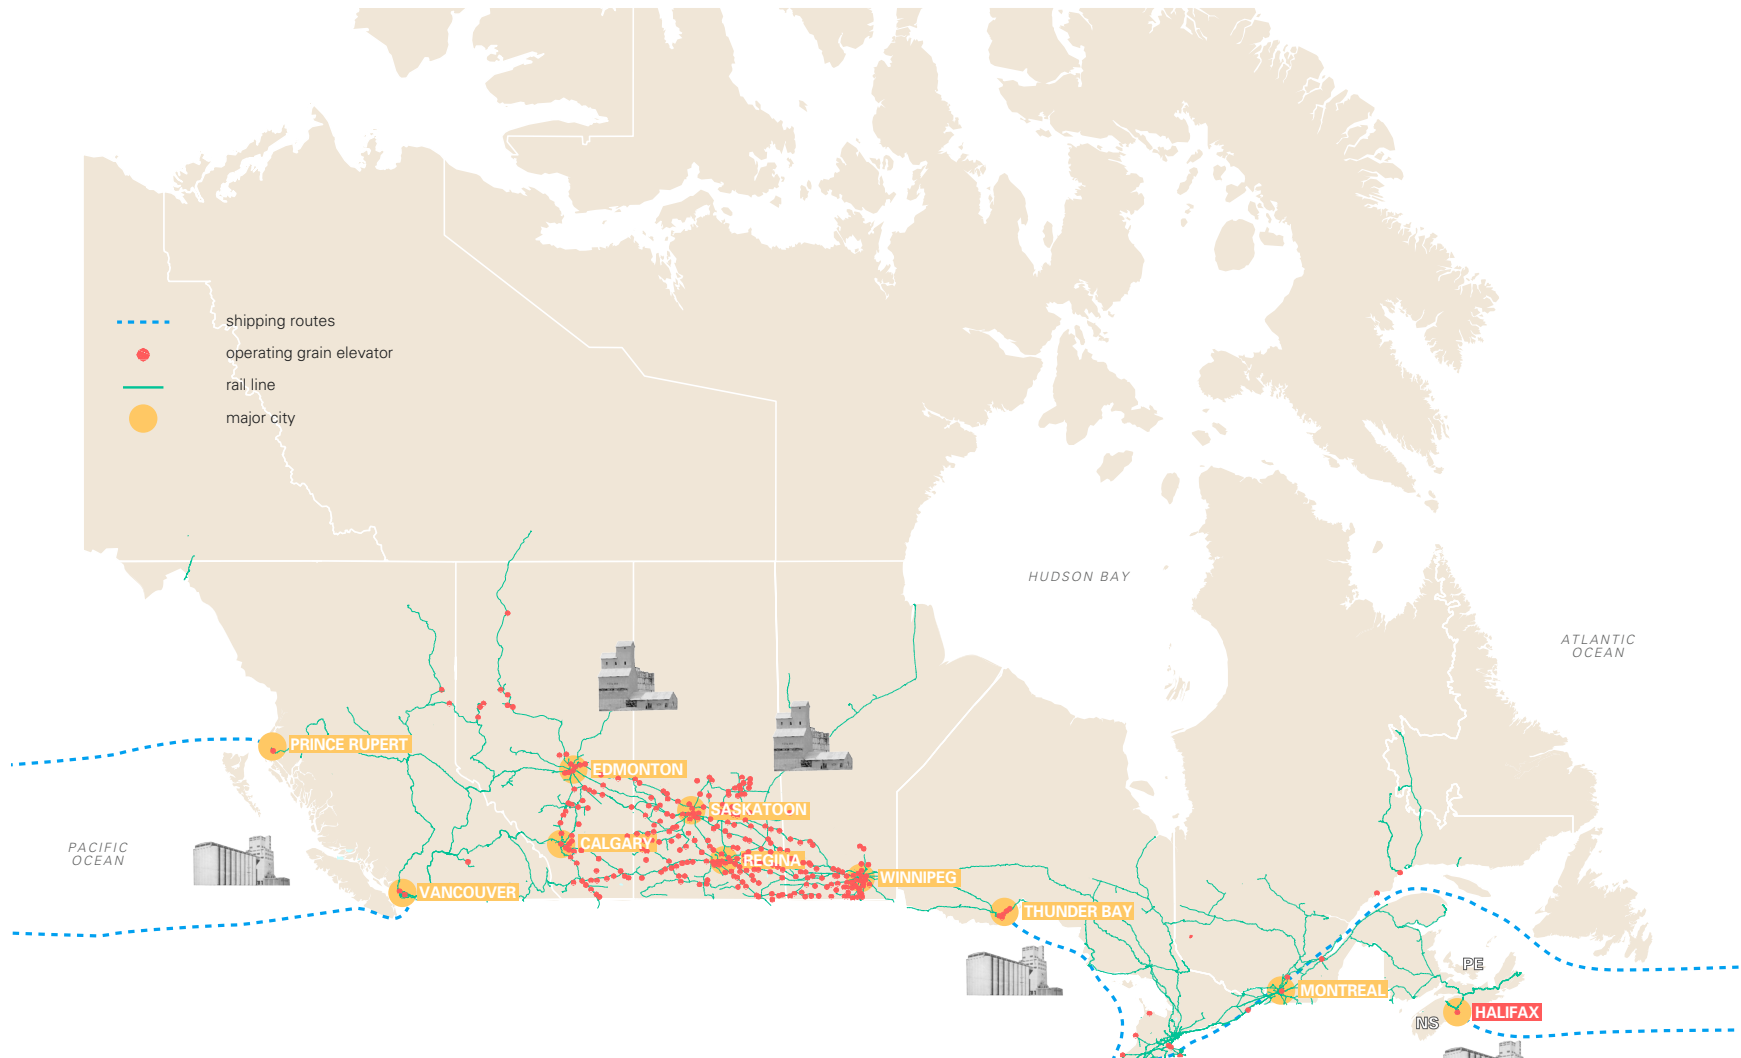 shipping routes
operating grain elevator
rail line
major city
HUDSON BAY
ATLANTIC
OCEAN
PRINCE RUPERT
EDMONTON
SASKATOON
CALGARY
REGINA
PACIFIC
OCEAN
VANCOUVER
WINNIPEG
THUNDER BAY
PE
MONTREAL
HALIFAX
NS